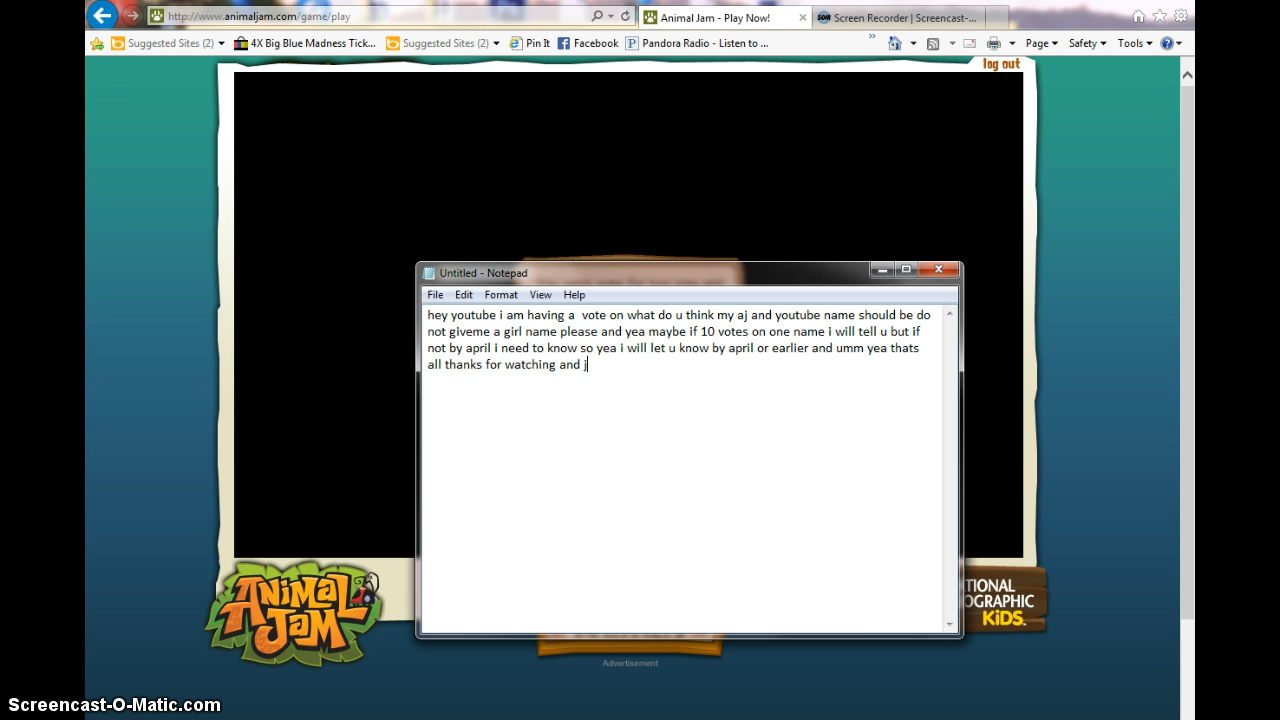 http://www.animaljam.com/game/play
Animal Jam - Play Now!
Screen Recorder | Screencast-...
Suggested Sites (2)
4X Big Blue Madness Tick...
Suggested Sites (2)
Pin It
Facebook
Pandora Radio - Listen to ...
Page
Safety
Tools
log out
Untitled - Notepad
File Edit Format View Help
hey youtube i am having a  vote on what do u think my aj and youtube name should be do
not giveme a girl name please and yea maybe if 10 votes on one name i will tell u but if
not by april i need to know so yea i will let u know by april or earlier and umm yea thats
all thanks for watching and j
ANIMAL
JAM
TIONAL
OGRAPHIC
KiDS
Advertisement
Screencast-O-Matic.com